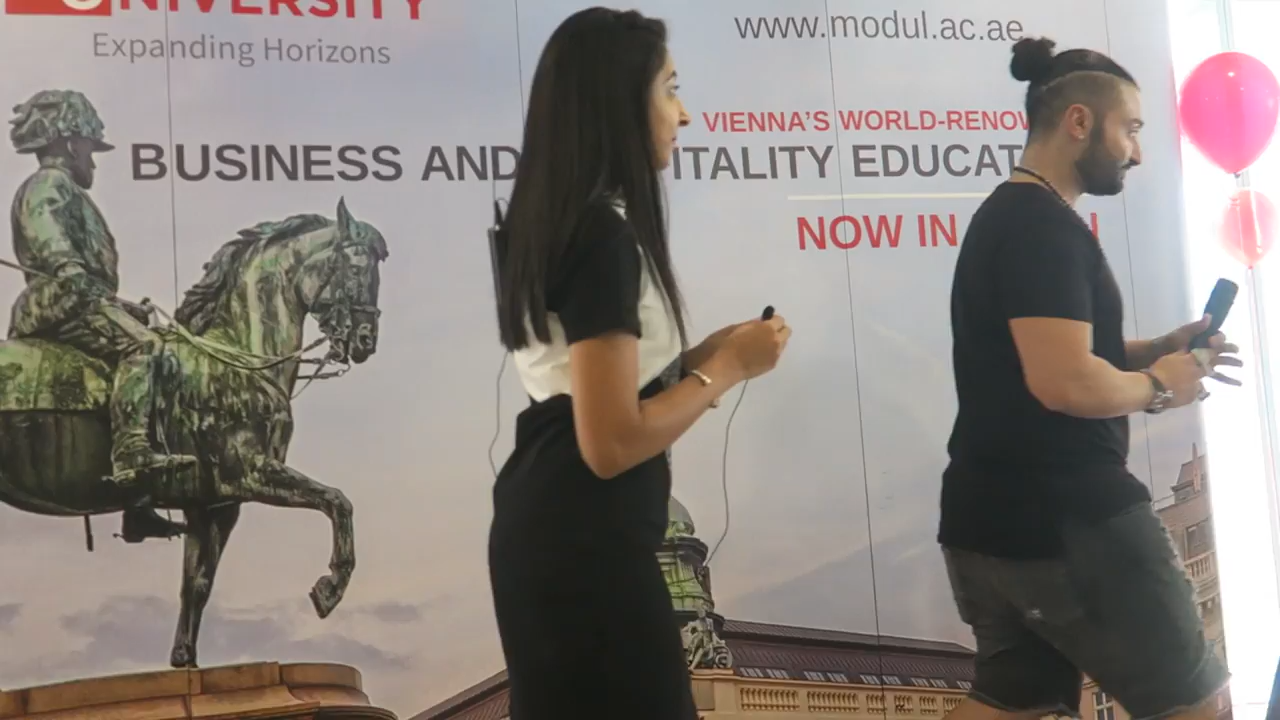 UNIVERSITY
Expanding Horizons
www.modul.ac.ae
VIENNA'S WORLD-RENOW
BUSINESS AND ITALITY EDUCAT
NOW IN